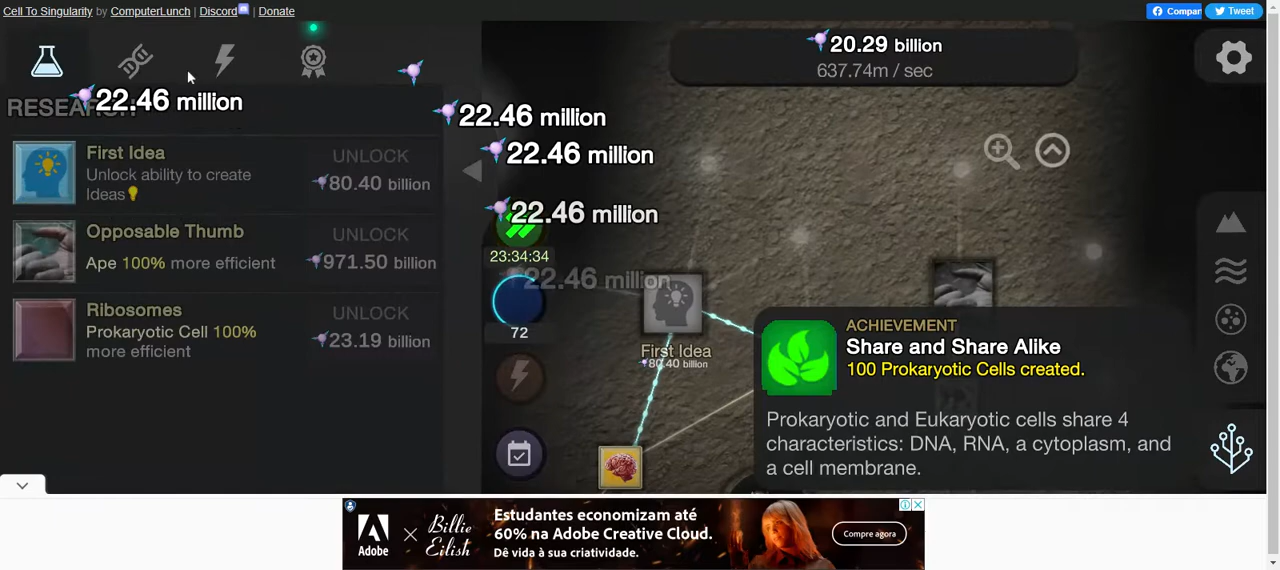 Cell To Singularity by ComputerLunch | Discord | Donate
Compar
Tweet
20.29 billion
637.74m / sec
RESEARCH
22.46 million
22.46 million
22.46 million
22.46 million
22.46 million
First Idea
Unlock ability to create
Ideas
UNLOCK
80.40 billion
Opposable Thumb
Ape 100% more efficient
UNLOCK
971.50 billion
Ribosomes
Prokaryotic Cell 100%
more efficient
UNLOCK
23.19 billion
23:34:34
72
First Idea
80.40 billion
ACHIEVEMENT
Share and Share Alike
100 Prokaryotic Cells created.
Prokaryotic and Eukaryotic cells share 4
characteristics: DNA, RNA, a cytoplasm, and
a cell membrane.
Adobe
Billie
Eilish
Estudantes economizam até
60% na Adobe Creative Cloud.
Dê vida à sua criatividade.
Compre agora